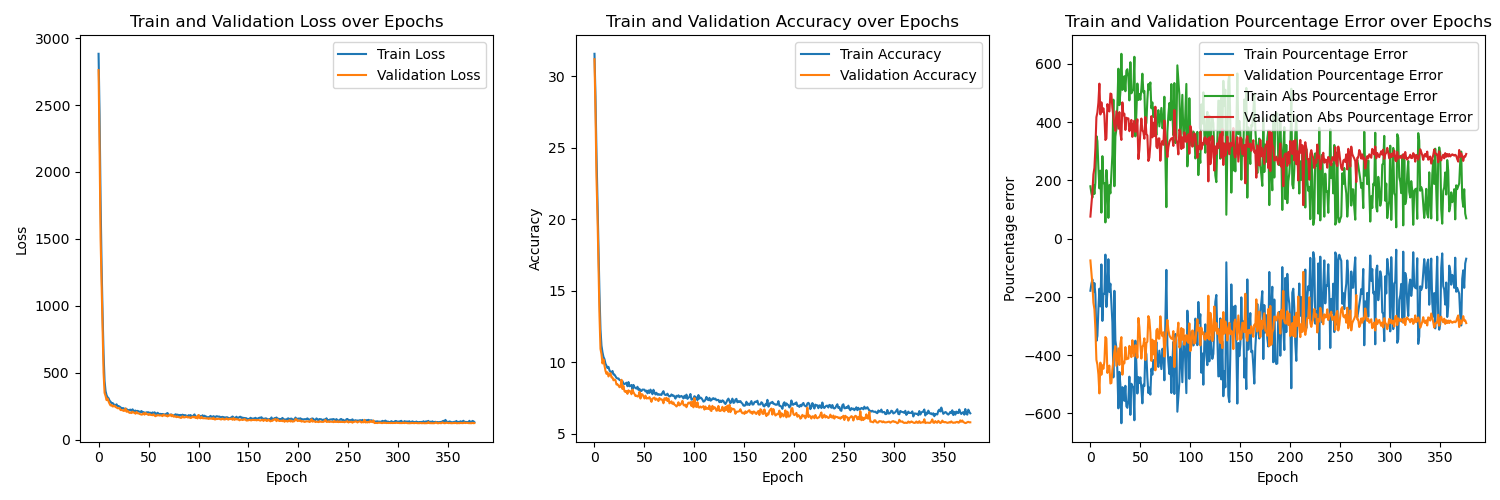 Train and Validation Loss over Epochs
Train Loss
Validation Loss
3000
2500
2000
1500
1000
500
0
Loss
0 50 100 150 200 250 300 350
Epoch
Train and Validation Accuracy over Epochs
Train Accuracy
Validation Accuracy
30
25
20
15
10
5
Accuracy
0 50 100 150 200 250 300 350
Epoch
Train and Validation Pourcentage Error over Epochs
Train Pourcentage Error
Validation Pourcentage Error
Train Abs Pourcentage Error
Validation Abs Pourcentage Error
600
400
200
0
−200
−400
−600
Pourcentage error
0 50 100 150 200 250 300 350
Epoch